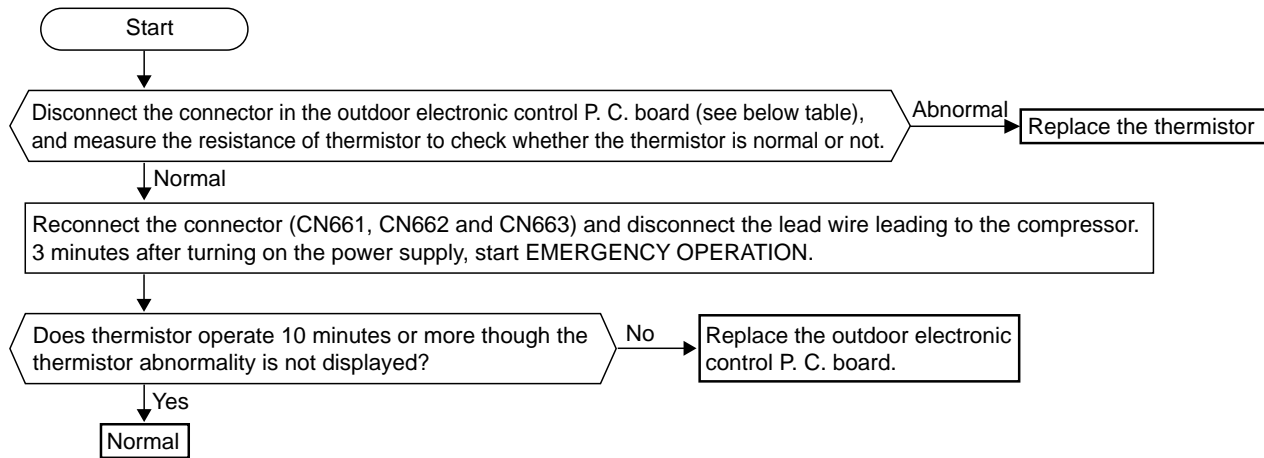 Start
Disconnect the connector in the outdoor electronic control P. C. board (see below table),
and measure the resistance of thermistor to check whether the thermistor is normal or not.
Abnormal
Replace the thermistor
Normal
Reconnect the connector (CN661, CN662 and CN663) and disconnect the lead wire leading to the compressor.
3 minutes after turning on the power supply, start EMERGENCY OPERATION.
Does thermistor operate 10 minutes or more though the
thermistor abnormality is not displayed?
No
Replace the outdoor electronic
control P. C. board.
Yes
Normal